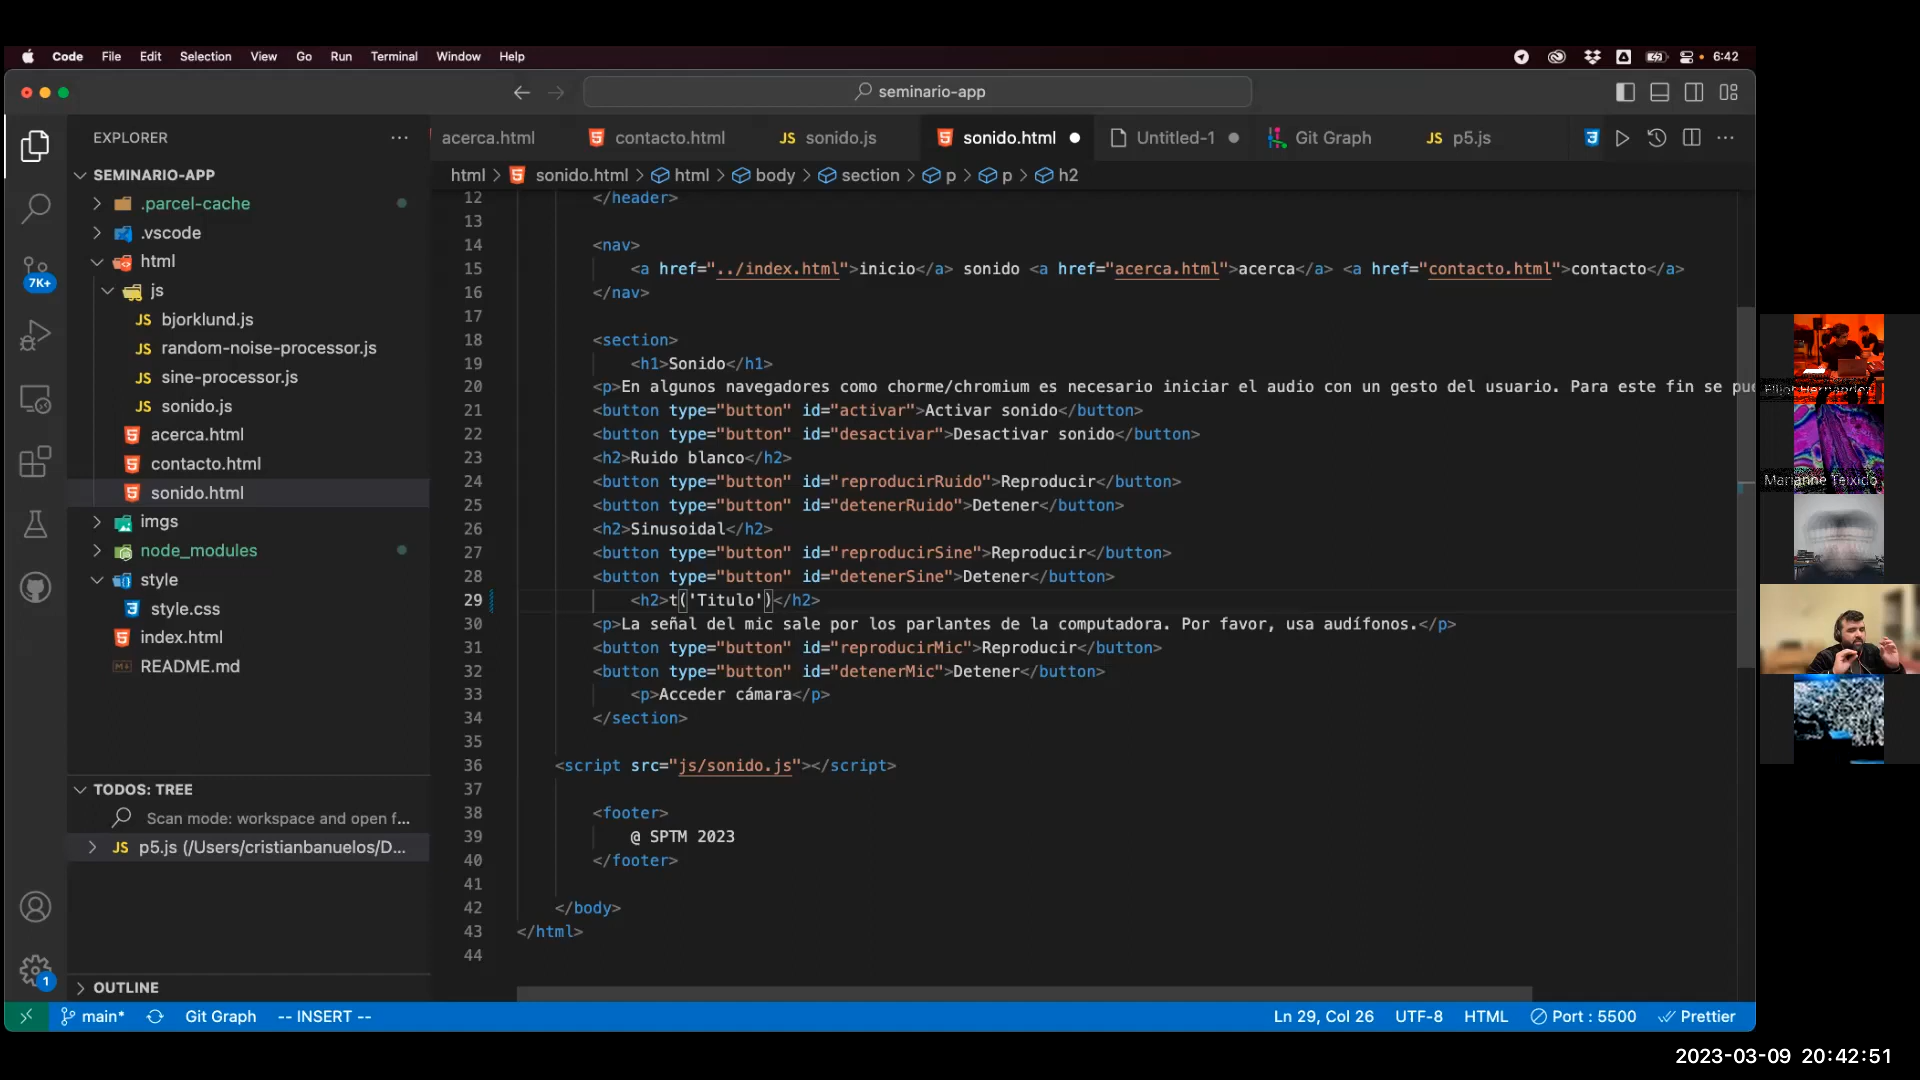 Code File Edit Selection View Go Run Terminal Window Help 6:42
seminario-app
EXPLORER
SEMINARIO-APP
.parcel-cache
.vscode
html
js
JS bjorklund.js
JS random-noise-processor.js
JS sine-processor.js
JS sonido.js
acerca.html
contacto.html
sonido.html
imgs
node_modules
style
style.css
index.html
README.md
TODOS: TREE
Scan mode: workspace and open f...
JS p5.js (/Users/cristianbanuelos/D...
OUTLINE
7K+
1
acerca.html contacto.html JS sonido.js sonido.html Untitled-1 Git Graph JS p5.js
html > sonido.html > html > body > section > p > p > h2
12 </header>
13
14 <nav>
15 <a href="../index.html">inicio</a> sonido <a href="acerca.html">acerca</a> <a href="contacto.html">contacto</a>
16 </nav>
17
18 <section>
19 <h1>Sonido</h1>
20 <p>En algunos navegadores como chorme/chromium es necesario iniciar el audio con un gesto del usuario. Para este fin se pue
21 <button type="button" id="activar">Activar sonido</button>
22 <button type="button" id="desactivar">Desactivar sonido</button>
23 <h2>Ruido blanco</h2>
24 <button type="button" id="reproducirRuido">Reproducir</button>
25 <button type="button" id="detenerRuido">Detener</button>
26 <h2>Sinusoidal</h2>
27 <button type="button" id="reproducirSine">Reproducir</button>
28 <button type="button" id="detenerSine">Detener</button>
29 <h2>t('Titulo')</h2>
30 <p>La señal del mic sale por los parlantes de la computadora. Por favor, usa audífonos.</p>
31 <button type="button" id="reproducirMic">Reproducir</button>
32 <button type="button" id="detenerMic">Detener</button>
33 <p>Acceder cámara</p>
34 </section>
35
36 <script src="js/sonido.js"></script>
37
38 <footer>
39 @ SPTM 2023
40 </footer>
41
42 </body>
43 </html>
44
main* Git Graph -- INSERT -- Ln 29, Col 26 UTF-8 HTML Port : 5500 Prettier
Marianne Teixido
2023-03-09 20:42:51